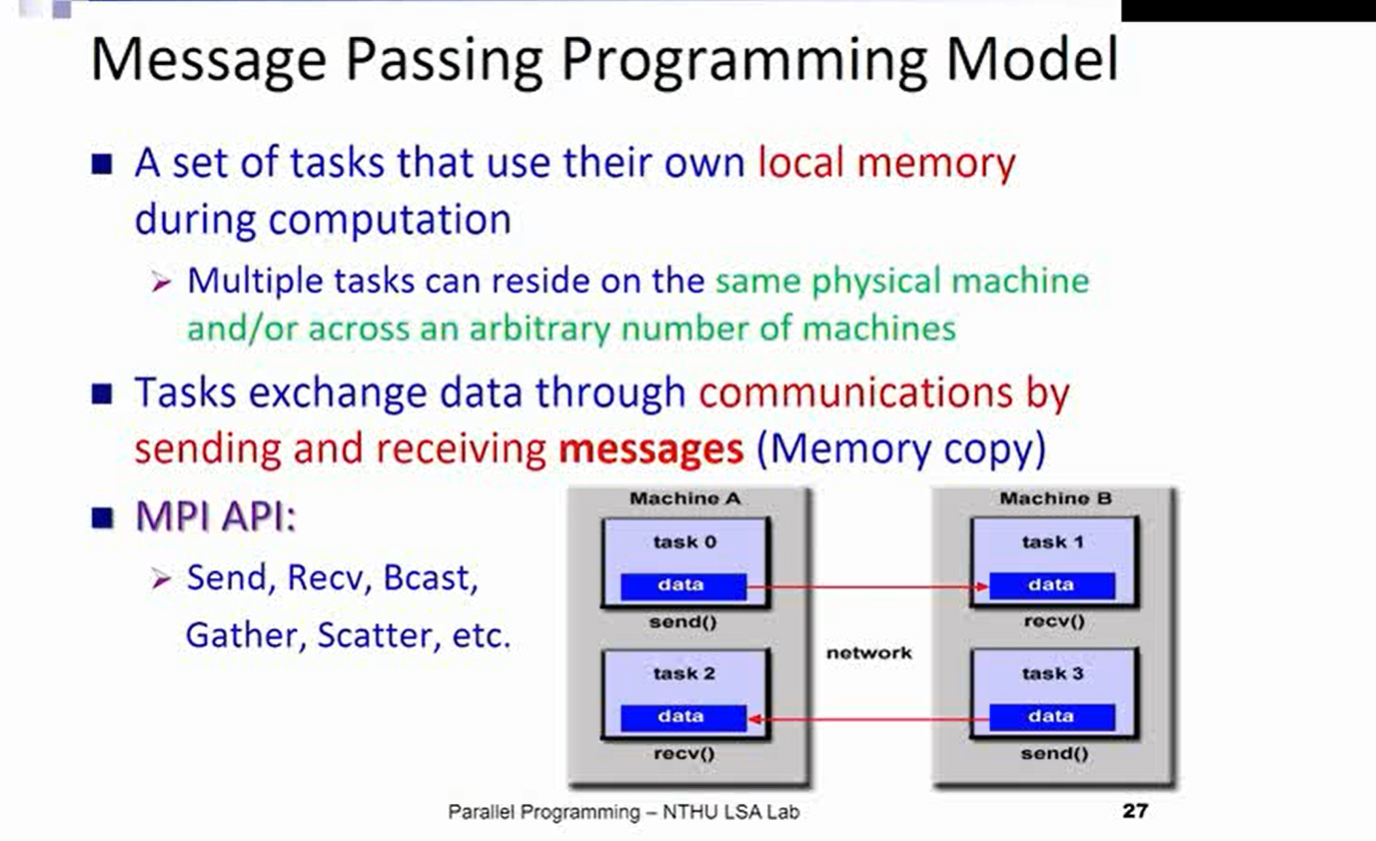 Message Passing Programming Model
A set of tasks that use their own local memory
during computation
Multiple tasks can reside on the same physical machine
and/or across an arbitrary number of machines
Tasks exchange data through communications by
sending and receiving messages (Memory copy)
MPI API:
Send, Recv, Bcast,
Gather, Scatter, etc.
Machine A
task 0
data
send()
task 2
data
recv()
network
Machine B
task 1
data
recv()
task 3
data
send()
Parallel Programming – NTHU LSA Lab
27